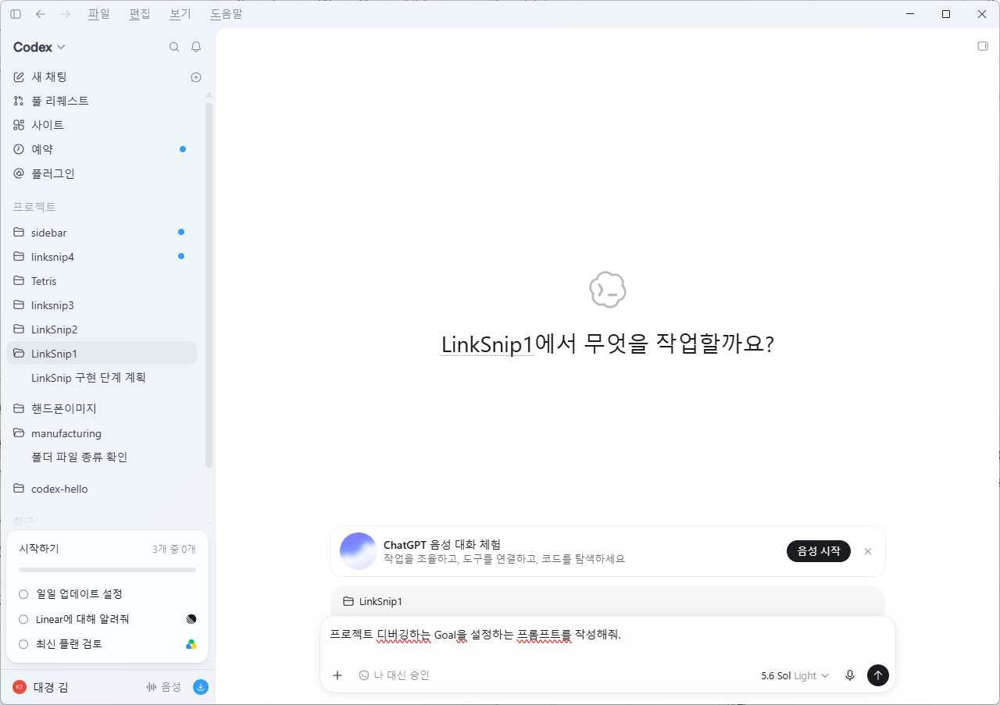 파일 편집 보기 도움말
Codex
새 채팅
풀 리퀘스트
사이트
예약
플러그인
프로젝트
sidebar
linksnip4
Tetris
linksnip3
LinkSnip2
LinkSnip1
LinkSnip 구현 단계 계획
핸드폰이미지
manufacturing
폴더 파일 종류 확인
codex-hello
최근
시작하기 3개 중 0개
일일 업데이트 설정
Linear에 대해 알려줘
최신 플랜 검토
KZ 대경 김 음성
LinkSnip1에서 무엇을 작업할까요?
ChatGPT 음성 대화 체험
작업을 조율하고, 도구를 연결하고, 코드를 탐색하세요
음성 시작
LinkSnip1
프로젝트 디버깅하는 Goal을 설정하는 프롬프트를 작성해줘.
나 대신 승인 5.6 Sol Light